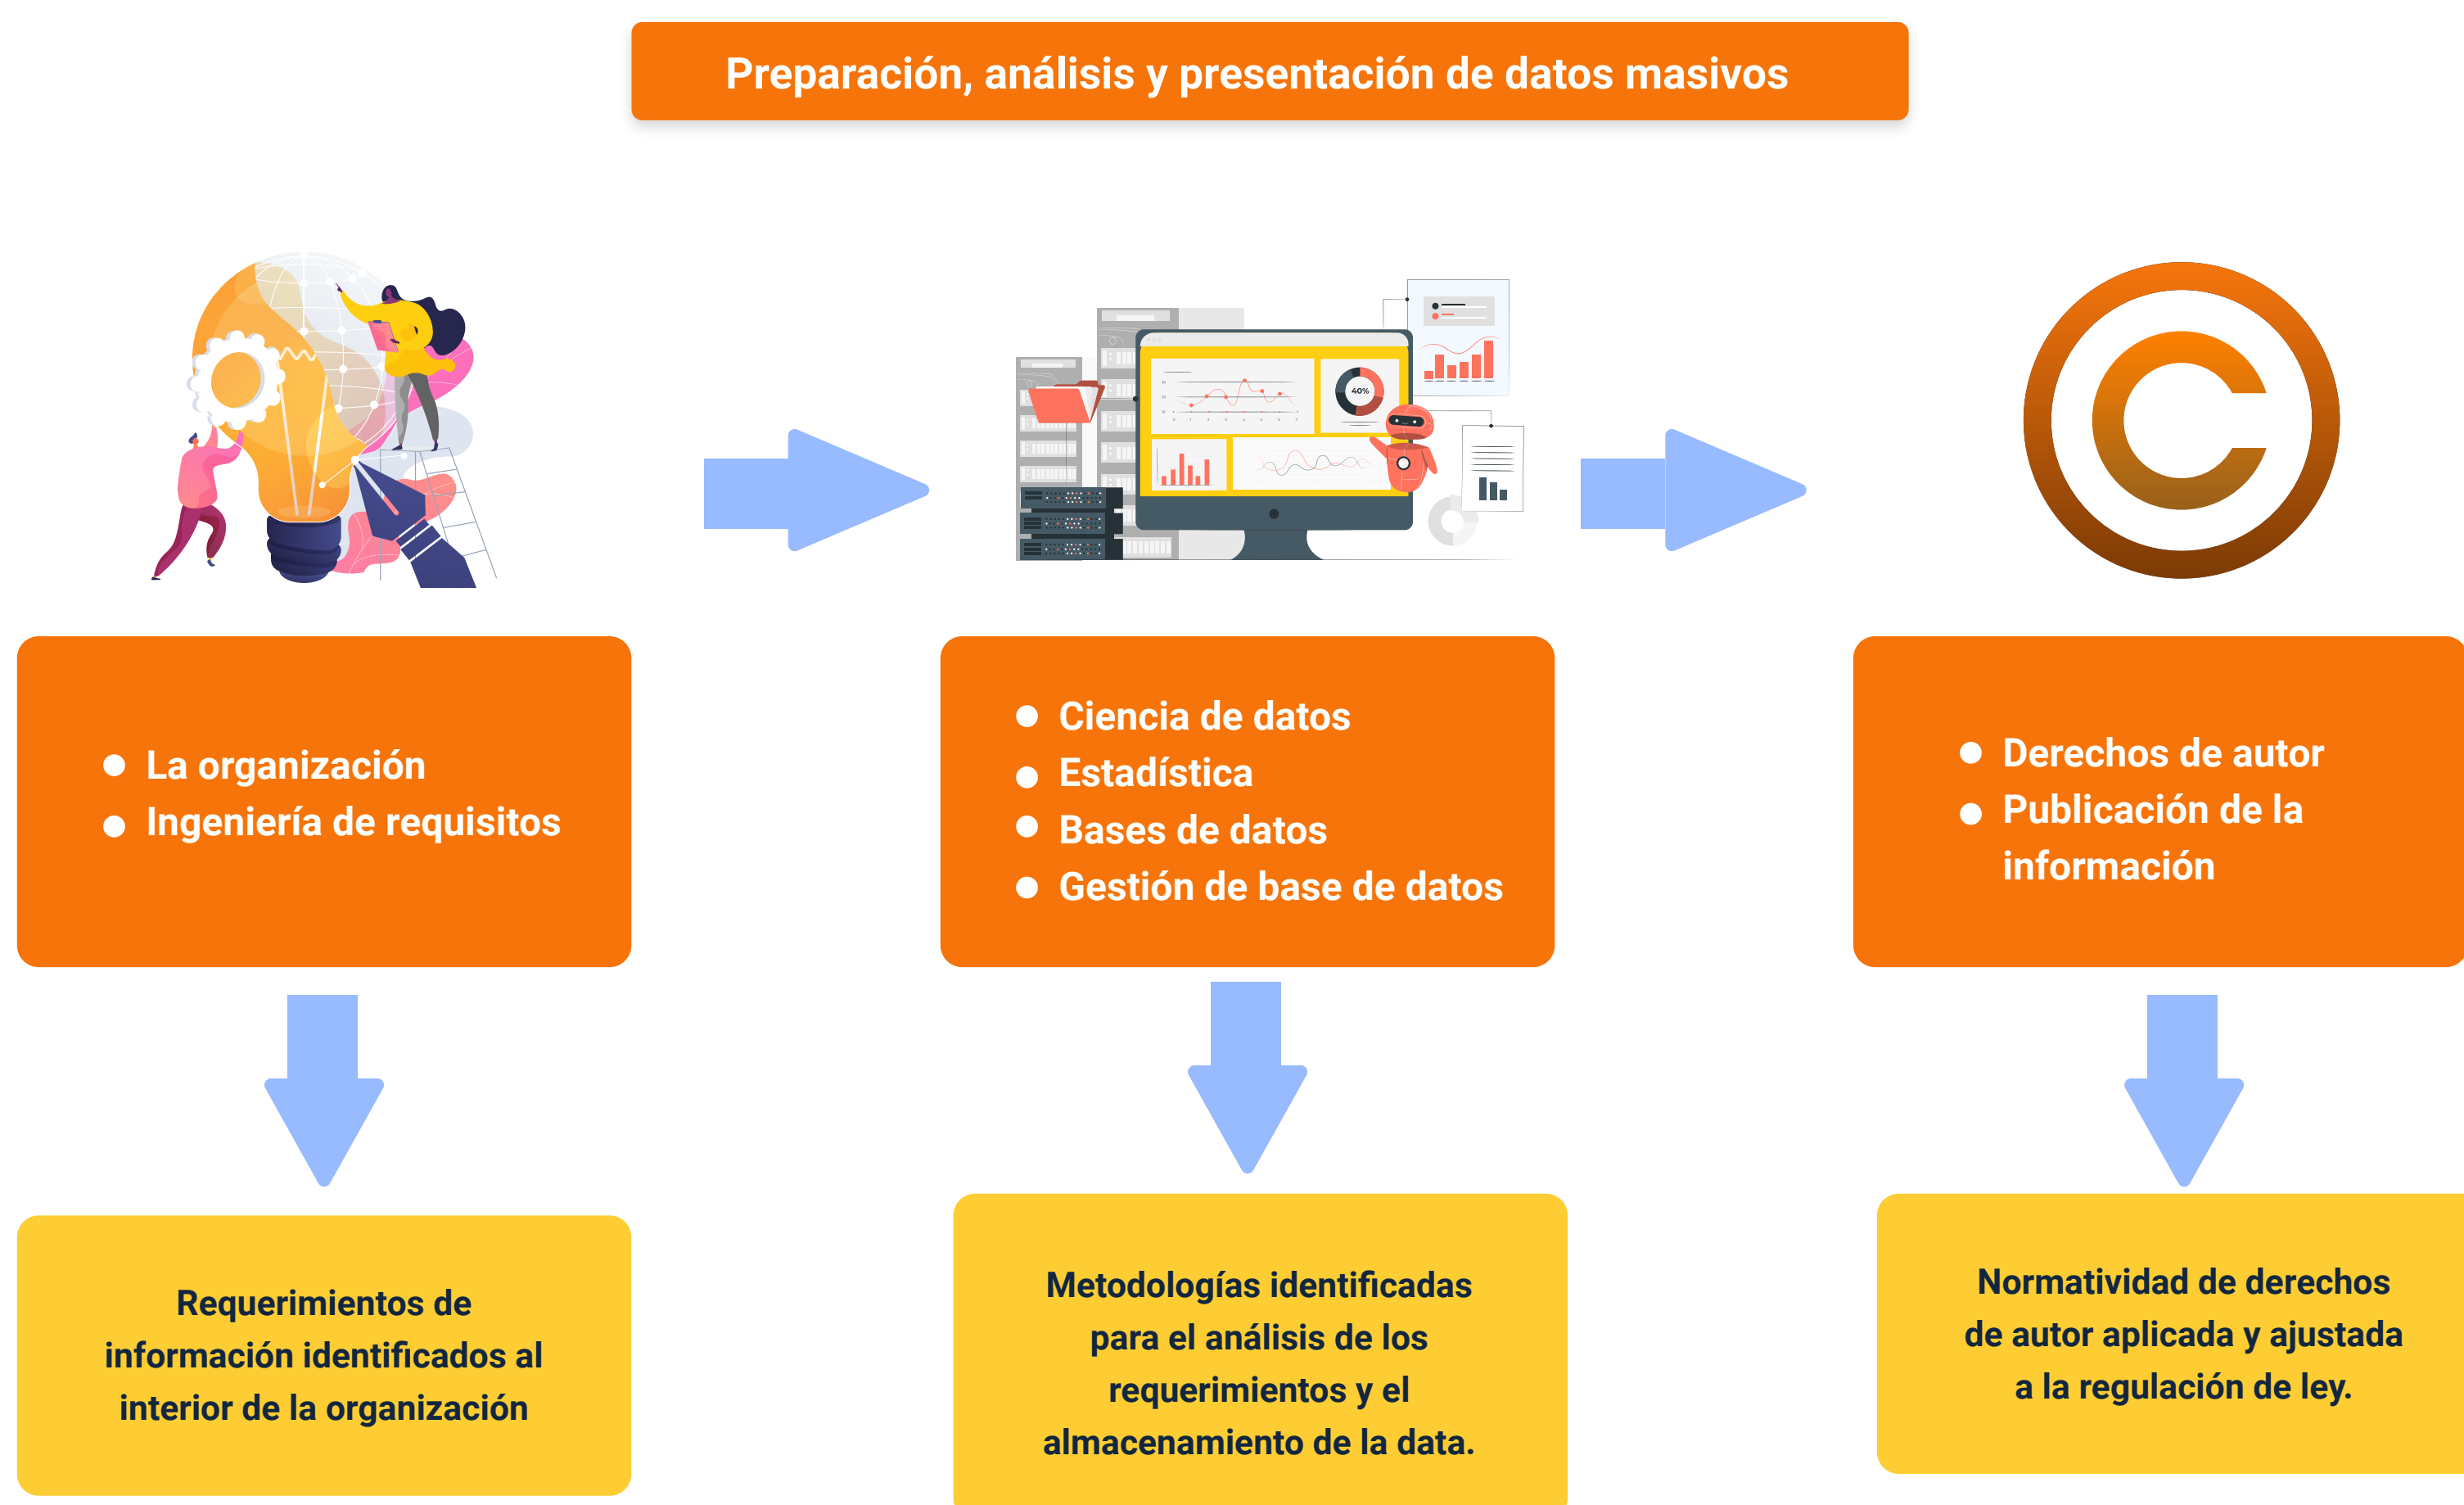 Preparación, análisis y presentación de datos masivos
40%
La organización
Ingeniería de requisitos
Ciencia de datos
Estadística
Bases de datos
Gestión de base de datos
Derechos de autor
Publicación de la
información
Requerimientos de
información identificados al
interior de la organización
Metodologías identificadas
para el análisis de los
requerimientos y el
almacenamiento de la data.
Normatividad de derechos
de autor aplicada y ajustada
a la regulación de ley.